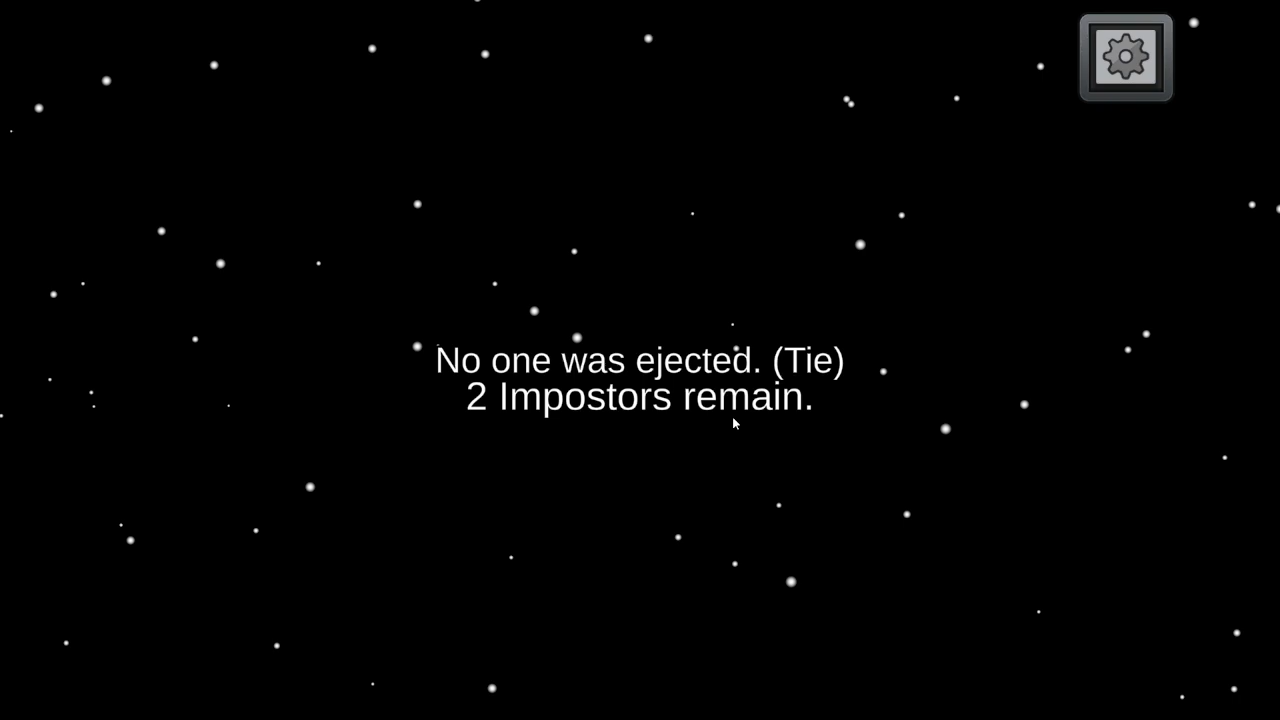 No one was ejected. (Tie)
2 Impostors remain.